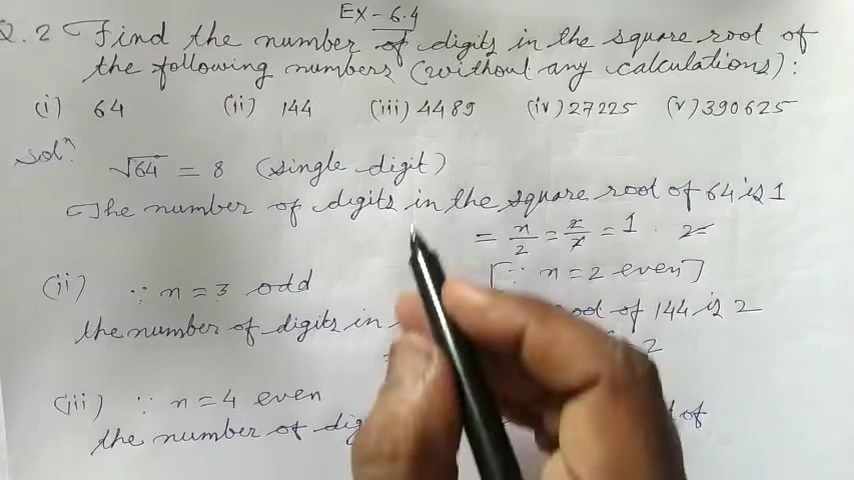 Ex-6.4
Q.2 Find the number of digits in the square root of
the following numbers (without any calculations):
(i) 64 (ii) 144 (iii) 4489 (iv) 27225 (v) 390625
Sol?
√64 = 8 (single digit)
The number of digits in the square root of 64 is 1
= n/2 = 2/2 = 1
[∵ n = 2 even]
(ii) ∵ n = 3 odd
the number of digits in root of 144 is 2
2
(iii) ∵ n = 4 even
the number of of